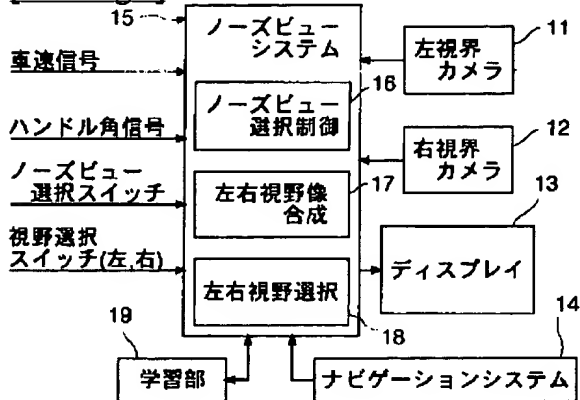 15
ノーズビュー
システム
車速信号
ハンドル角信号
ノーズビュー
選択スイッチ
視野選択
スイッチ(左,右)
16
ノーズビュー
選択制御
17
左右視野像
合成
左右視野選択
18
11
左視界
カメラ
12
右視界
カメラ
13
ディスプレイ
19
学習部
14
ナビゲーションシステム